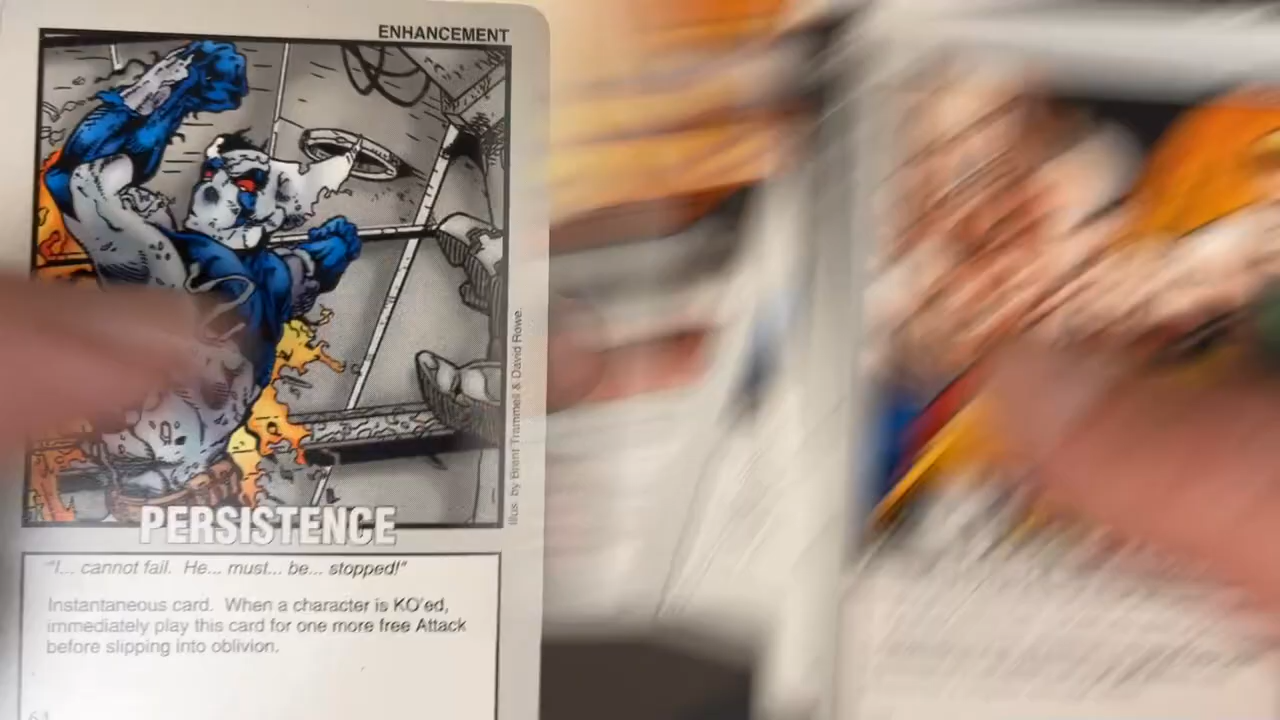 ENHANCEMENT
Illus. by Brent Trammel & David Rowe.
PERSISTENCE
"I... cannot fail. He... must... be... stopped!"
Instantaneous card. When a character is KO'ed,
immediately play this card for one more free Attack
before slipping into oblivion.